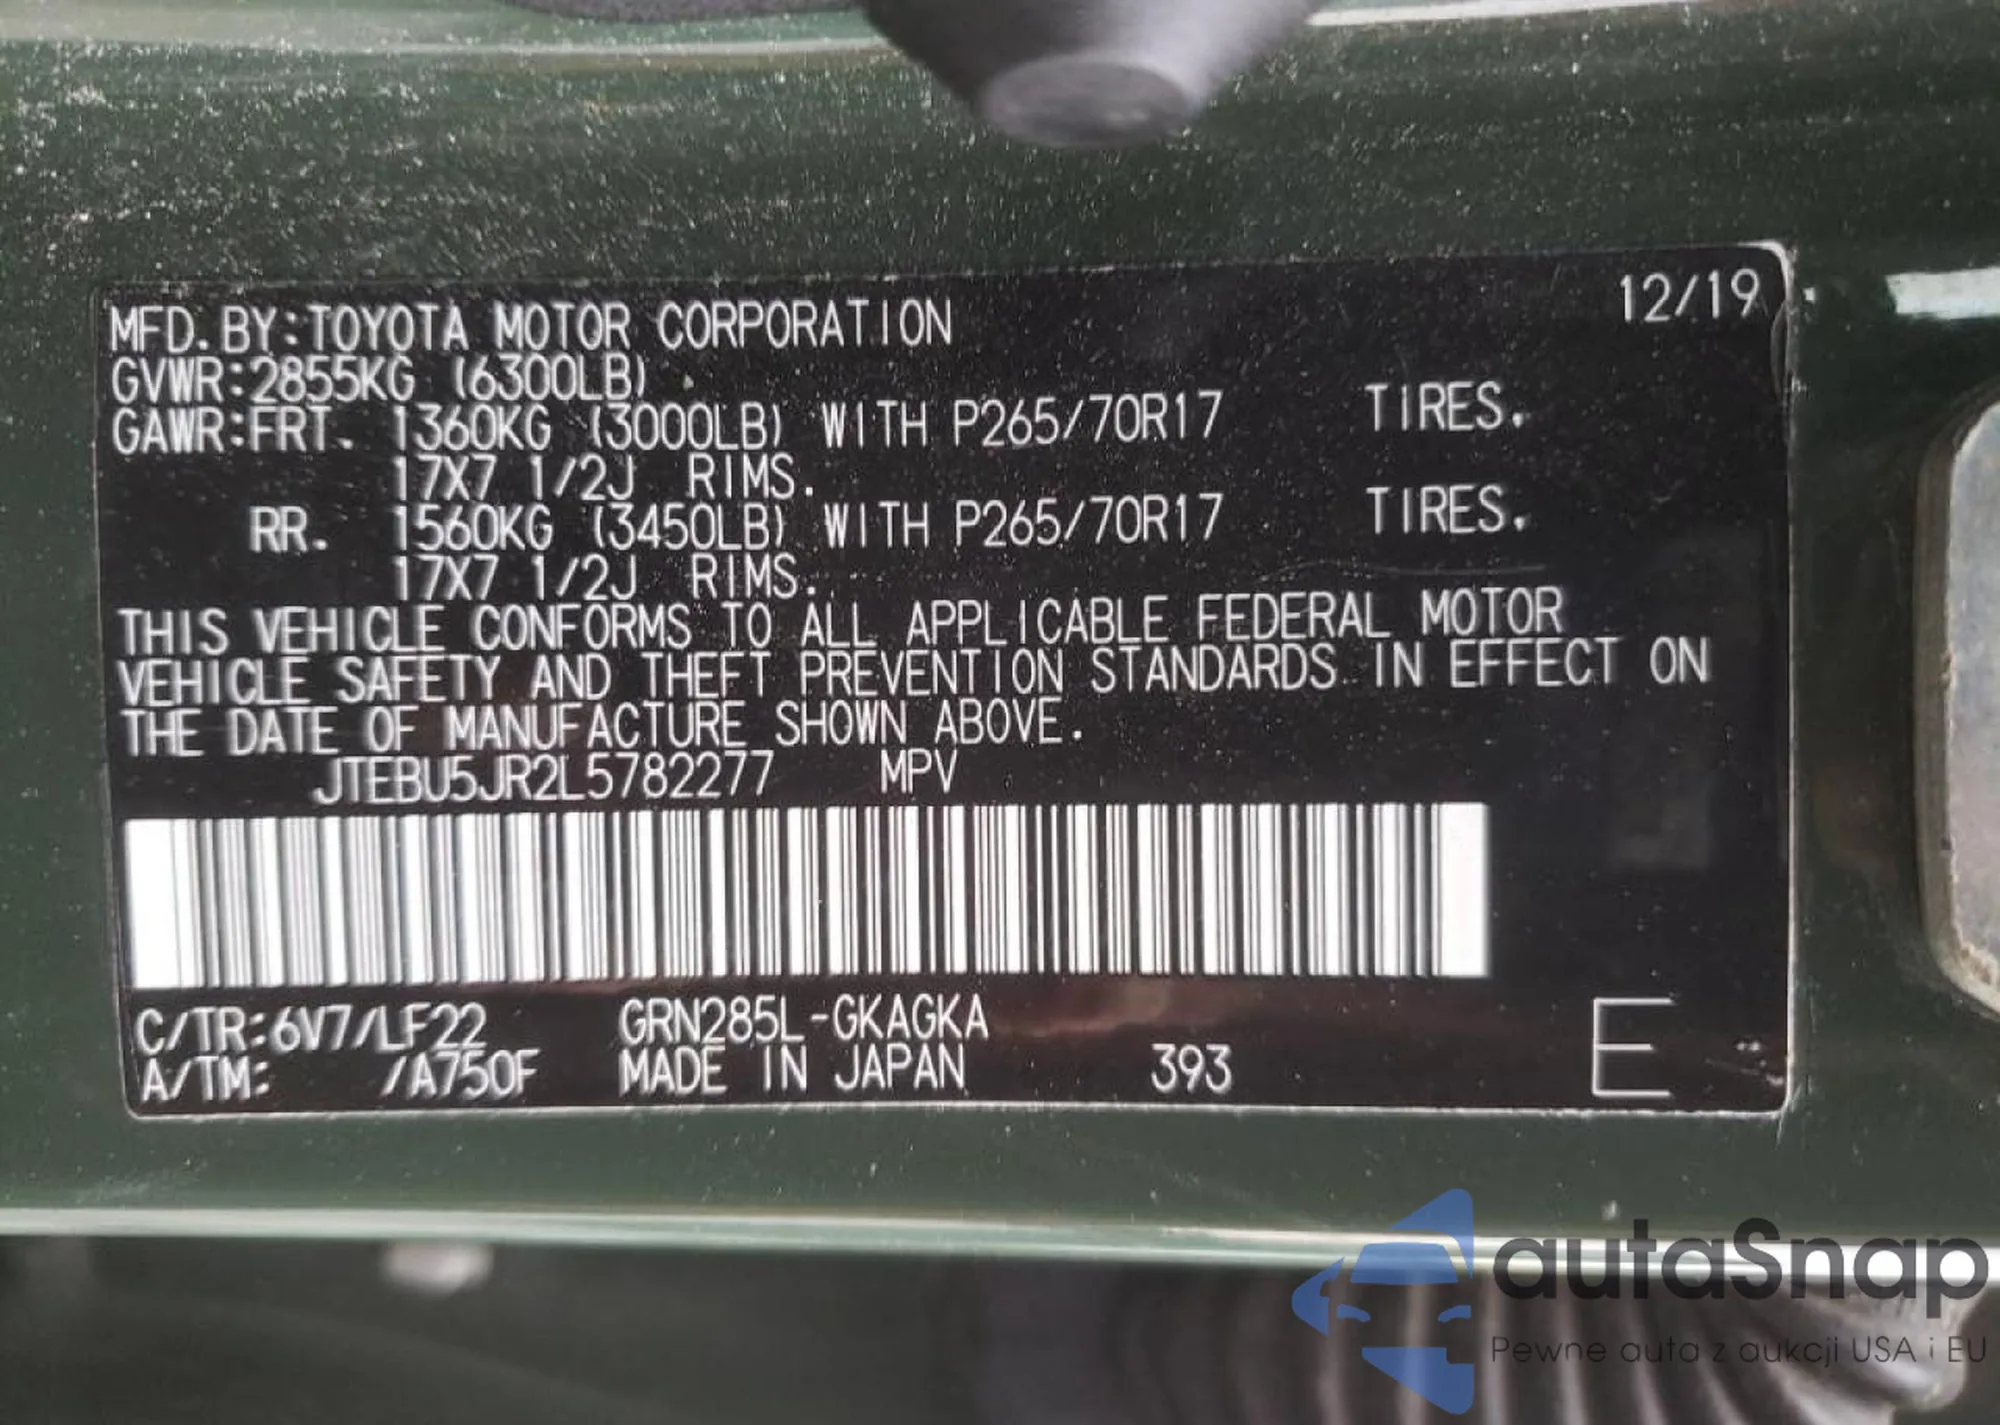 12/19
MFD. BY:TOYOTA MOTOR CORPORATION
GVWR:2855KG (6300LB)
GAWR:FRT. 1360KG (3000LB) WITH P265/70R17 TIRES.
17X7 1/2J RIMS.
RR. 1560KG (3450LB) WITH P265/70R17 TIRES.
17X7 1/2J RIMS.
THIS VEHICLE CONFORMS TO ALL APPLICABLE FEDERAL MOTOR
VEHICLE SAFETY AND THEFT PREVENTION STANDARDS IN EFFECT ON
THE DATE OF MANUFACTURE SHOWN ABOVE.
JTEBU5JR2L5782277 MPV
C/TR:6V7/LF22 GRN285L-GKAGKA
A/TM: /A750F MADE IN JAPAN 393 E
autaSnap
Pewne auta z aukcji USA i EU